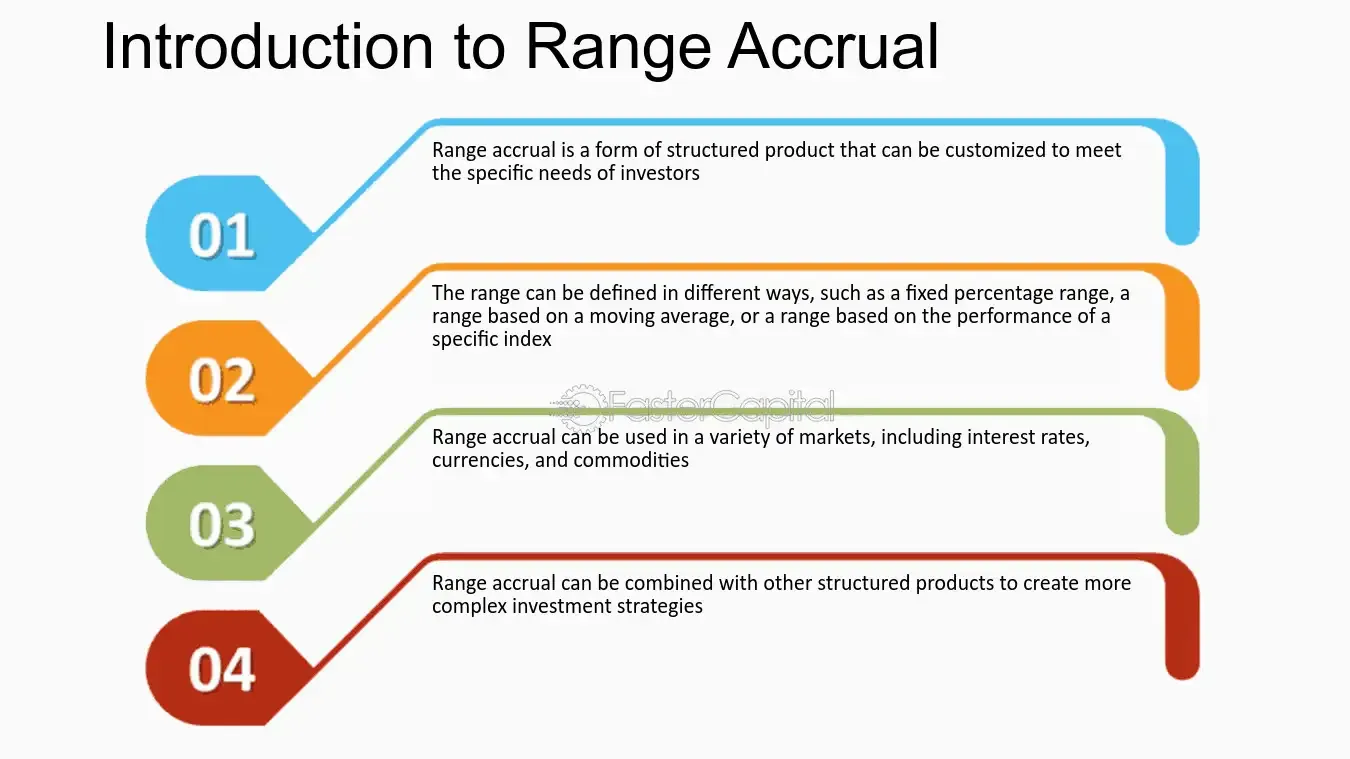 Introduction to Range Accrual
01
Range accrual is a form of structured product that can be customized to meet
the specific needs of investors
02
The range can be defined in different ways, such as a fixed percentage range, a
range based on a moving average, or a range based on the performance of a
specific index
FasterCapital
03
Range accrual can be used in a variety of markets, including interest rates,
currencies, and commodities
04
Range accrual can be combined with other structured products to create more
complex investment strategies